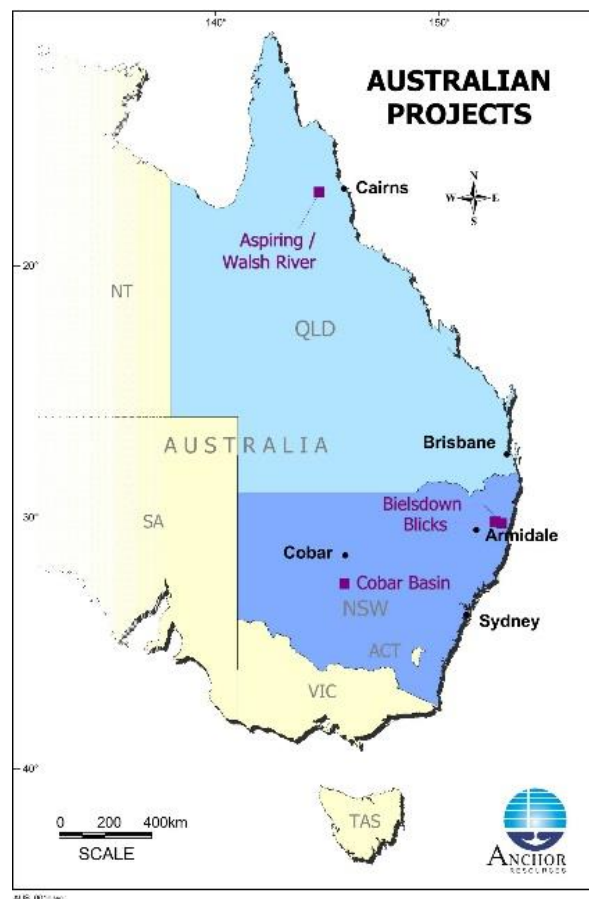 140°
150°
AUSTRALIAN
PROJECTS
Cairns
N
W E
S
Aspiring /
Walsh River
20°
NT
QLD
AUSTRALIA
Brisbane
Bielsdown
Blicks
30°
SA
Armidale
Cobar
Cobar Basin
NSW
Sydney
ACT
VIC
40°
0 200 400km
SCALE
TAS
ANCHOR
RESOURCES